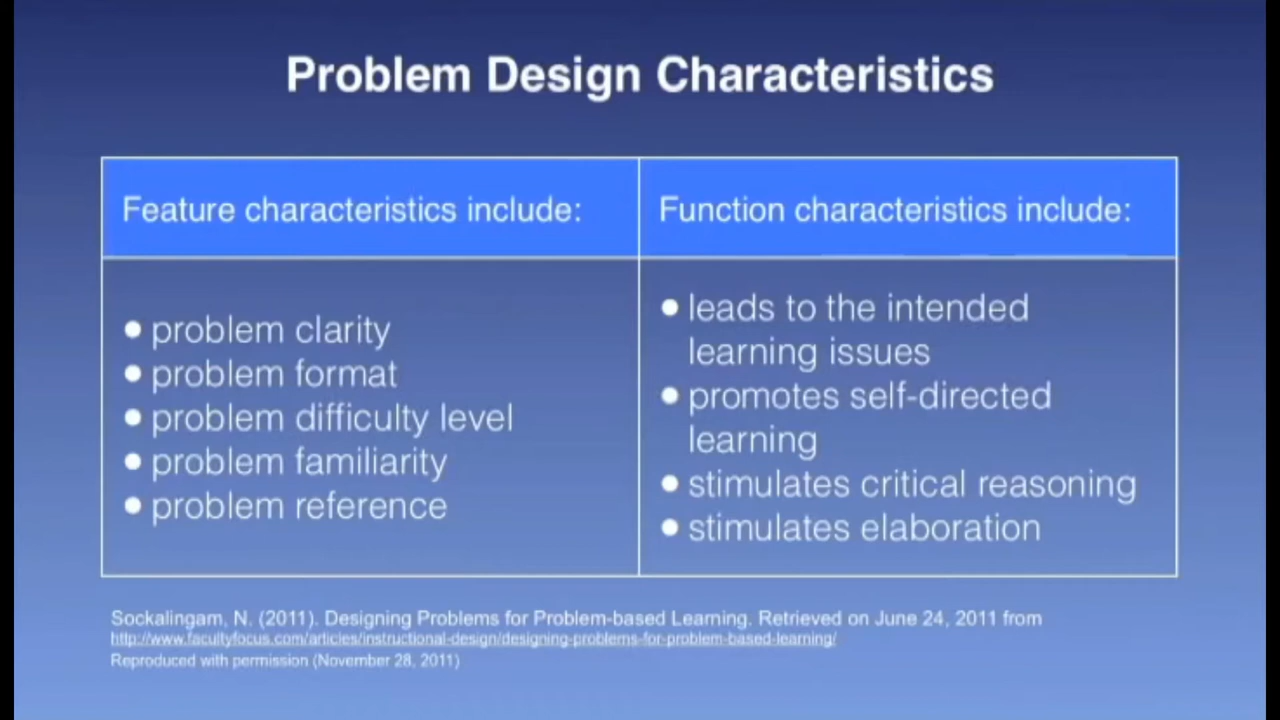 Problem Design Characteristics
Feature characteristics include:
● problem clarity
● problem format
● problem difficulty level
● problem familiarity
● problem reference
Function characteristics include:
● leads to the intended
learning issues
● promotes self-directed
learning
● stimulates critical reasoning
● stimulates elaboration
Sockalingam, N. (2011). Designing Problems for Problem-based Learning. Retrieved on June 24, 2011 from
http://www.facultyfocus.com/articles/instructional-design/designing-problems-for-problem-based-learning/
Reproduced with permission (November 28, 2011)